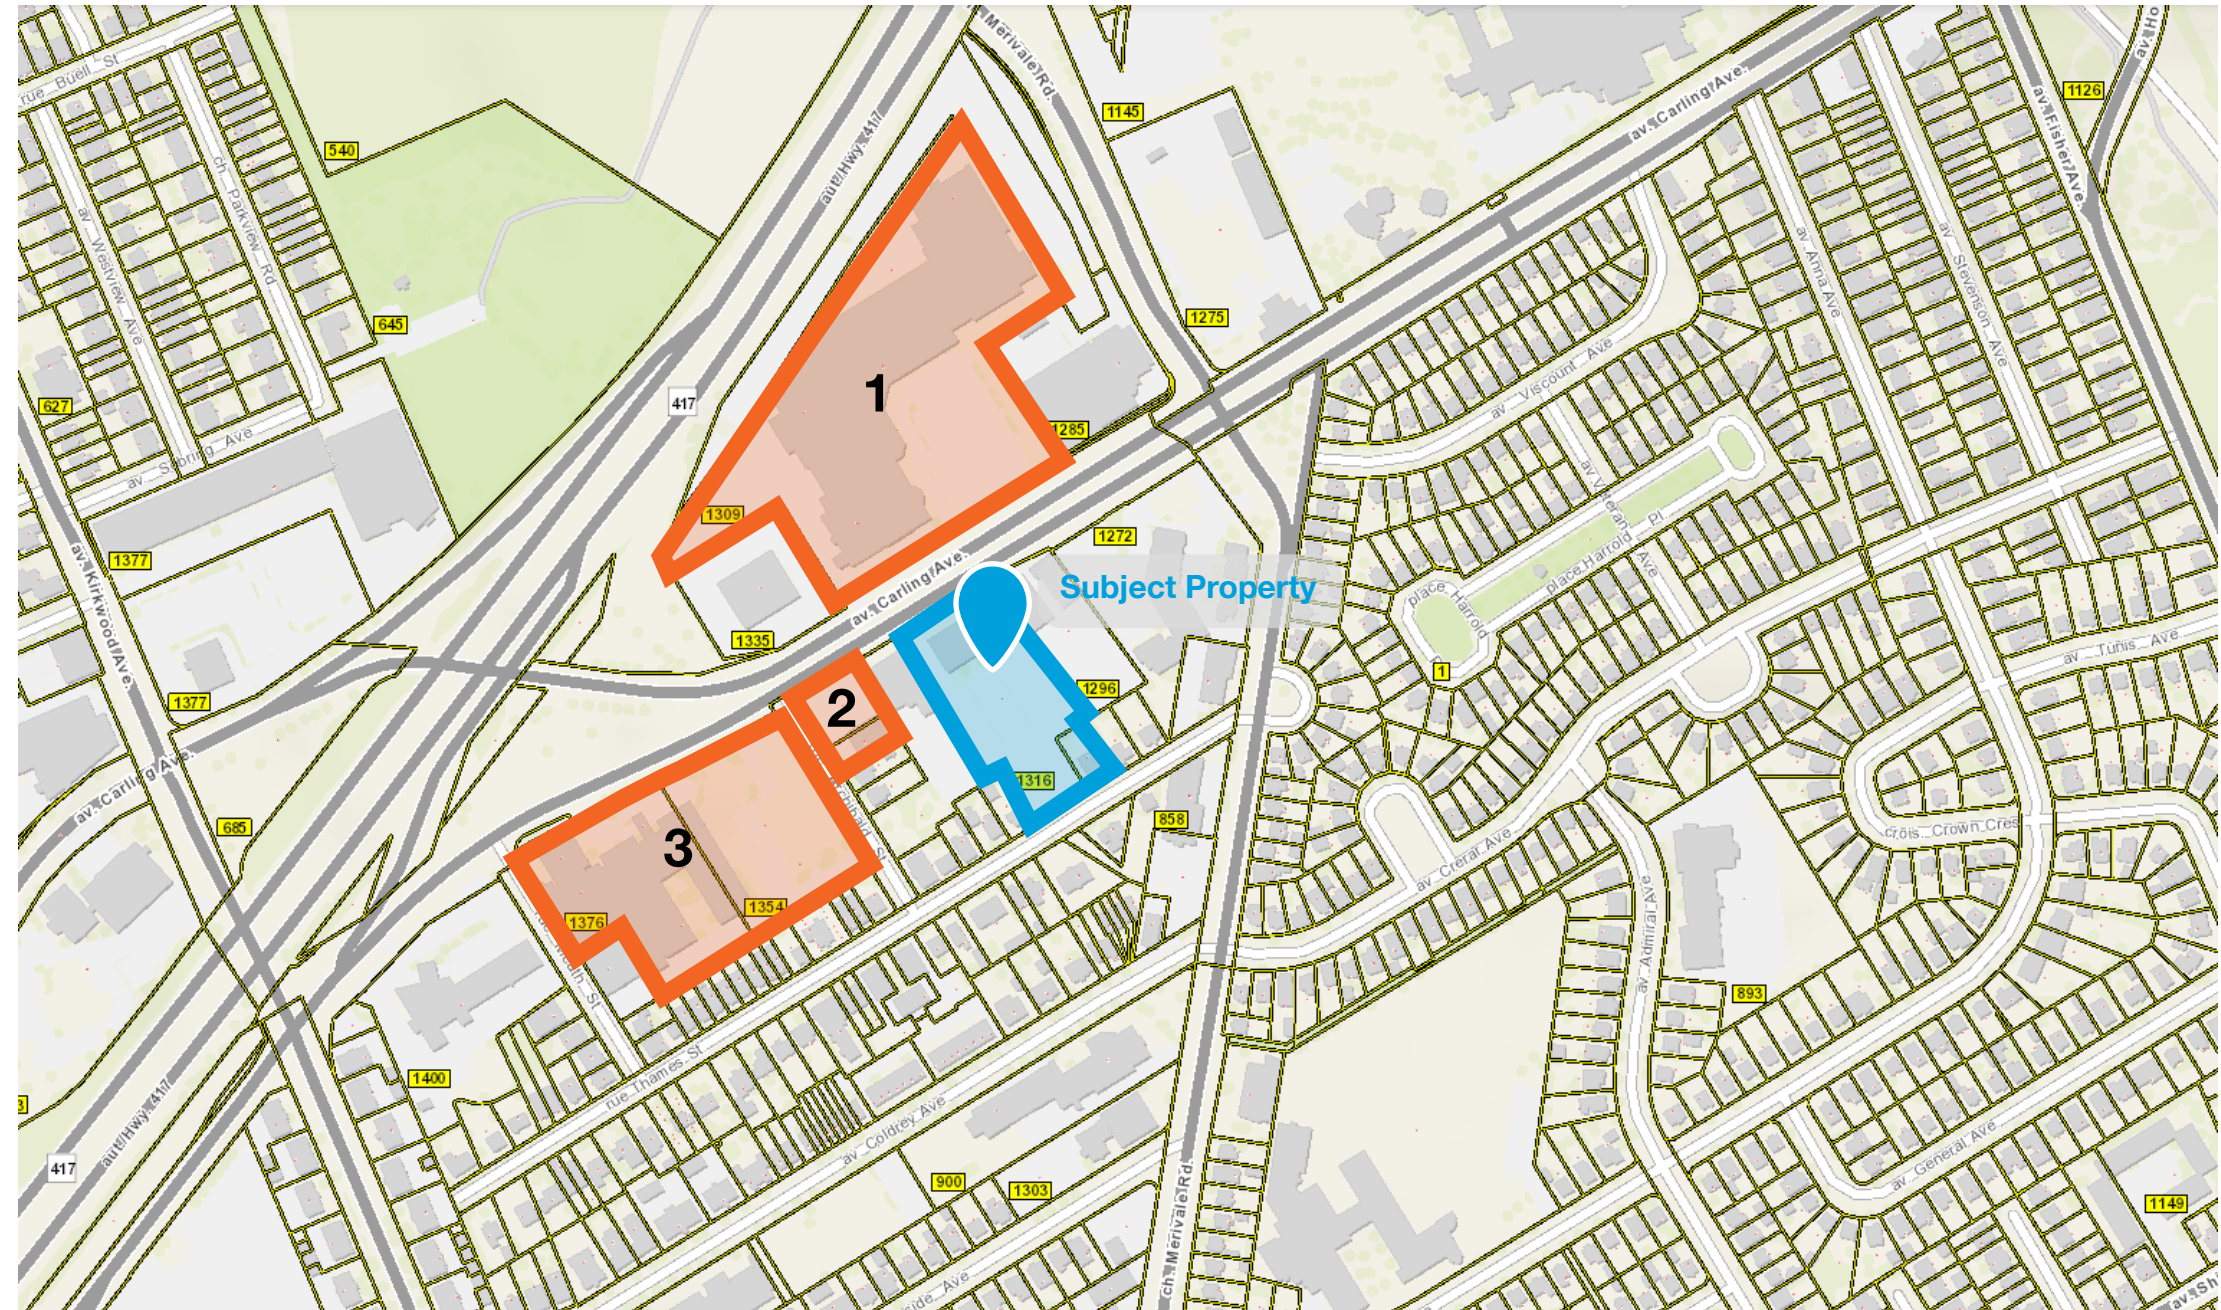 rue Buell St
ch. Merivale Rd.
av. Carling Ave.
1126
1145
540
ch. Parkview Rd
av Westview Ave
aut/Hwy. 417
av. Fisher Ave.
av. Anna Ave
av Stevenson Ave
645
1275
627
417
av Viscount Ave
1
1285
av Sebring Ave
1309
1377
1272
Subject Property
av. Carling Ave.
place Harrold Pl
place Harrold
av. Kirkwood Ave.
1335
av Tunis Ave
1
1377
1296
2
av. Carling Ave.
1316
685
858
3
crois. Crown Cres
av Crerar Ave
1376
1354
av. Admiral Ave
893
1400
rue Thames St
av Coldrey Ave
aut/Hwy. 417
417
av General Ave
900
1303
1149
ch. Merivale Rd.